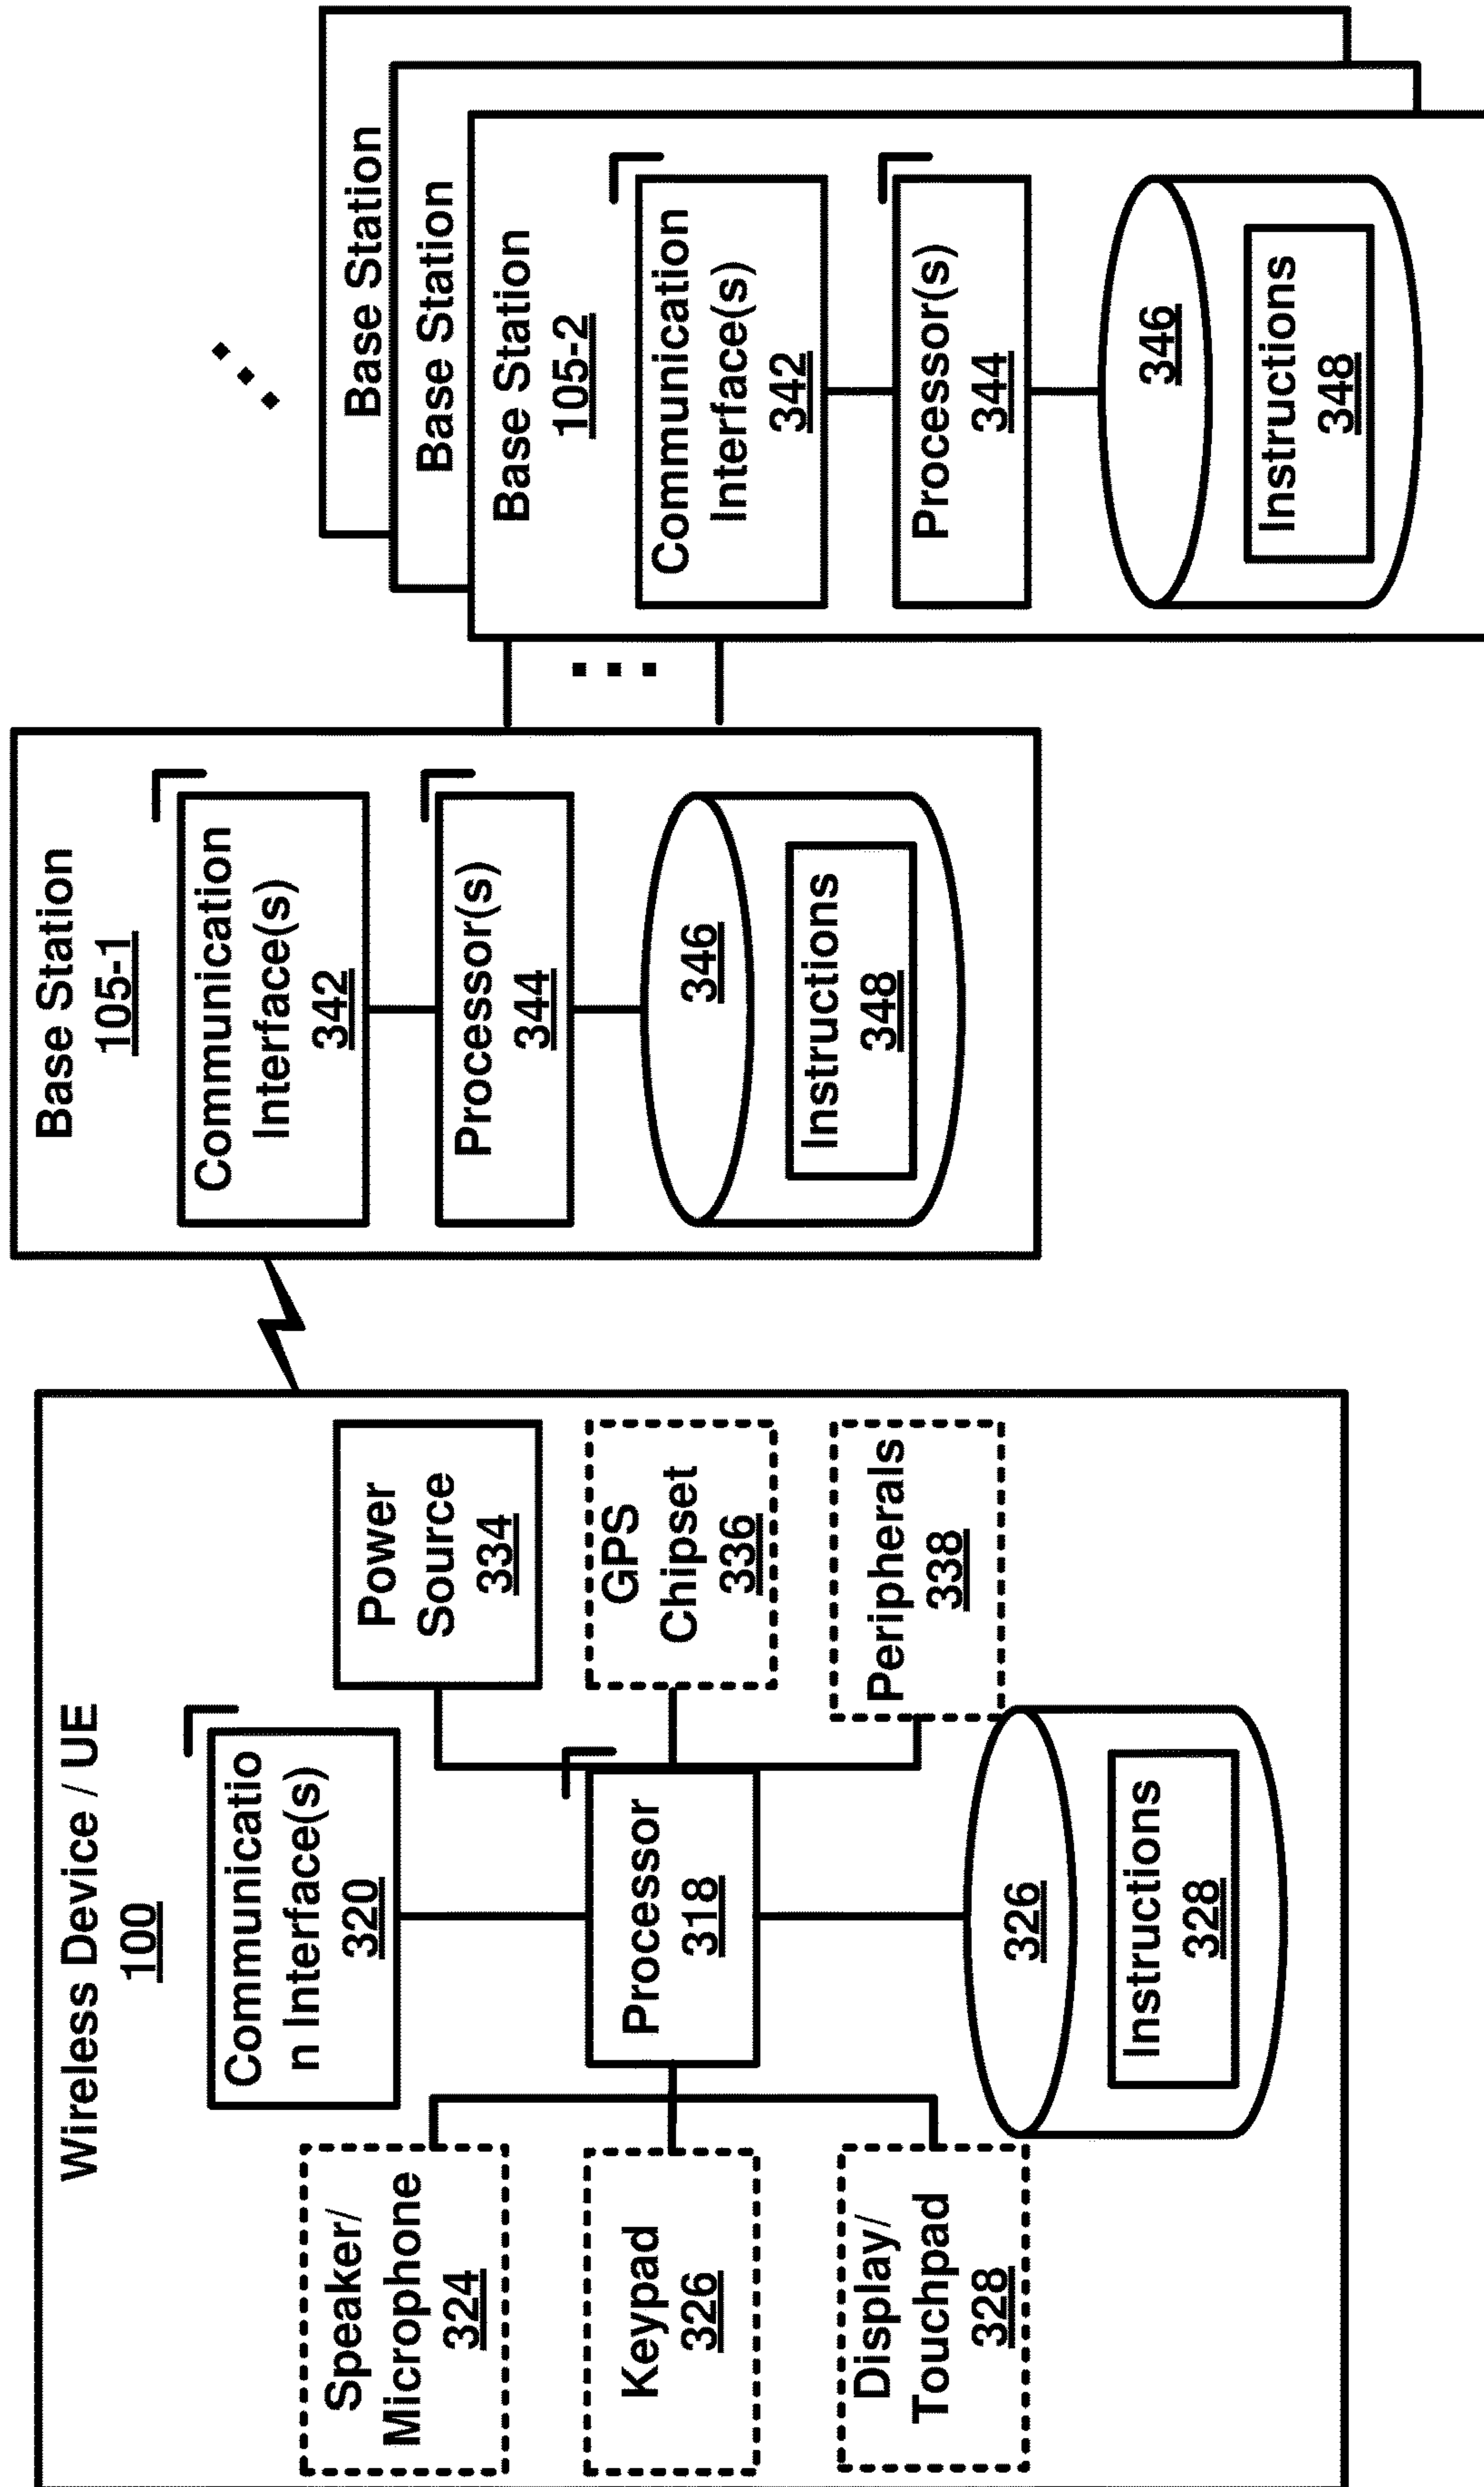 Wireless Device / UE
100
Communicatio
n Interface(s)
320
Speaker/
Microphone
324
Keypad
326
Display/
Touchpad
328
Processor
318
Power
Source
334
GPS
Chipset
336
Peripherals
338
326
Instructions
328
Base Station
105-1
Communication
Interface(s)
342
Processor(s)
344
346
Instructions
348
Base Station
Base Station
Base Station
105-2
Communication
Interface(s)
342
Processor(s)
344
346
Instructions
348